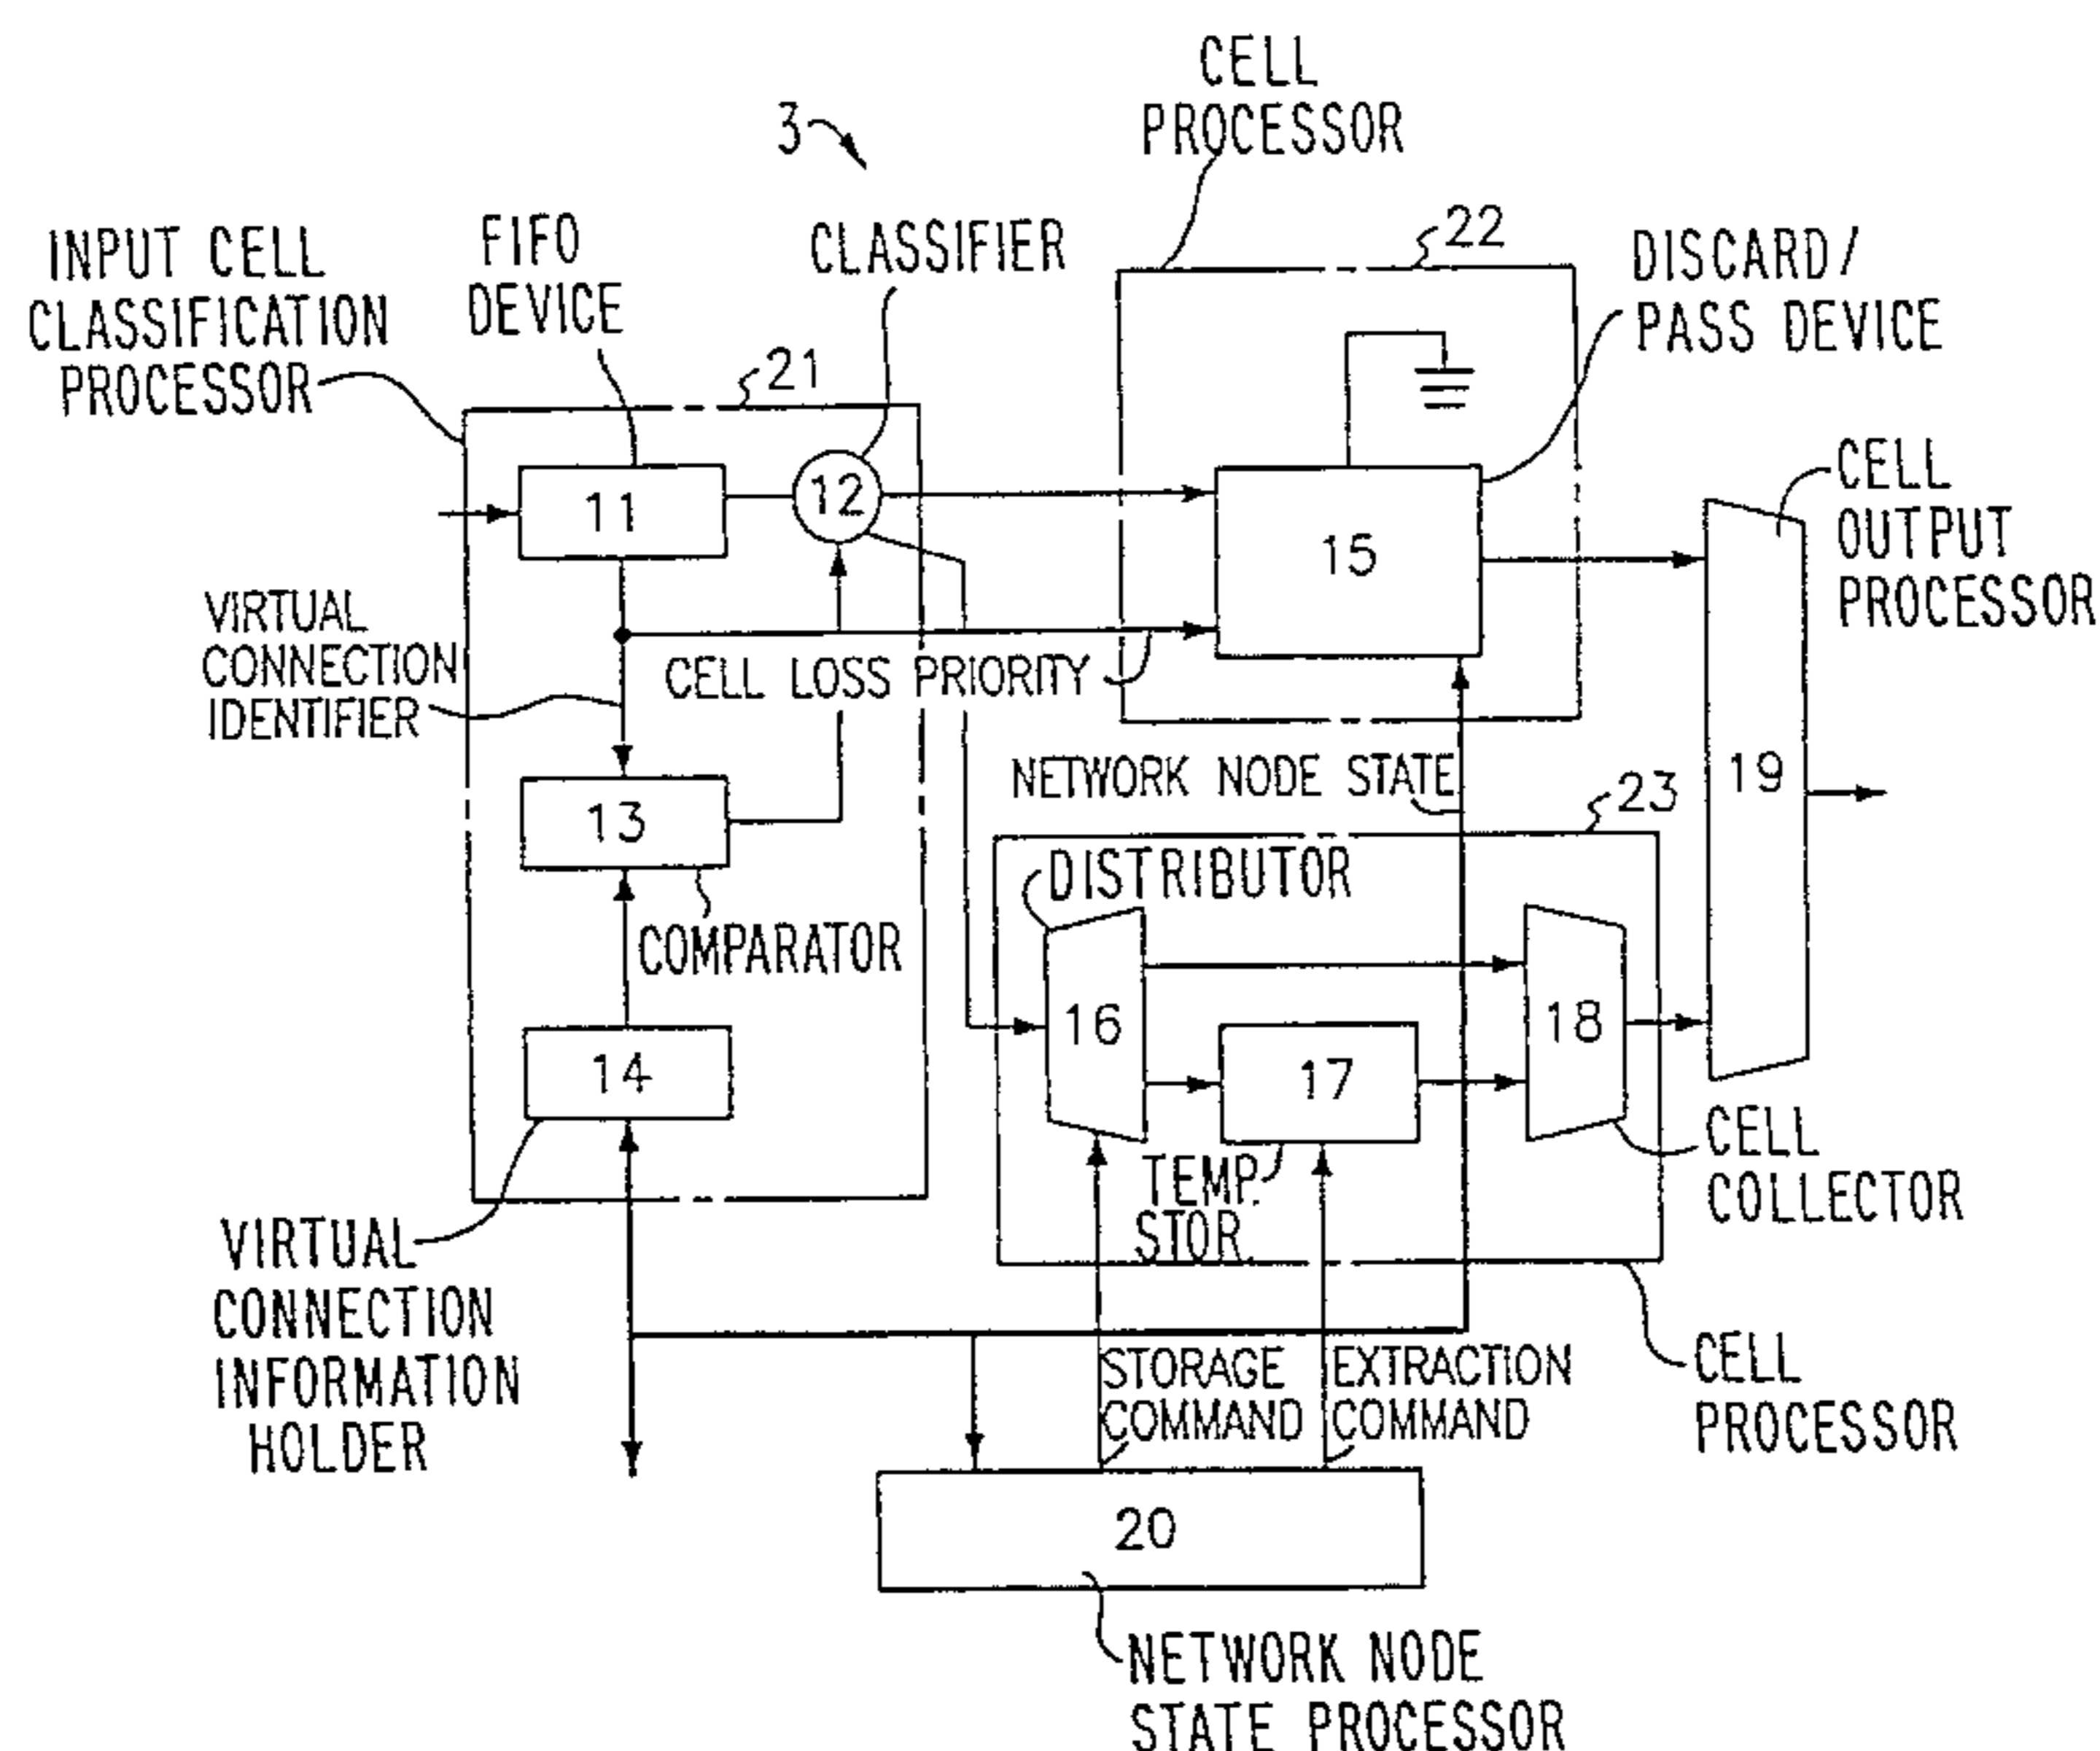 CELL
PROCESSOR
3
22
INPUT CELL
CLASSIFICATION
PROCESSOR
FIFO
DEVICE
CLASSIFIER
DISCARD/
PASS DEVICE
21
11
12
15
CELL
OUTPUT
PROCESSOR
VIRTUAL
CONNECTION
IDENTIFIER
CELL LOSS PRIORITY
NETWORK NODE STATE
19
13
23
DISTRIBUTOR
COMPARATOR
16
18
14
17
TEMP.
STOR.
CELL
COLLECTOR
VIRTUAL
CONNECTION
INFORMATION
HOLDER
STORAGE
COMMAND
EXTRACTION
COMMAND
CELL
PROCESSOR
20
NETWORK NODE
STATE PROCESSOR